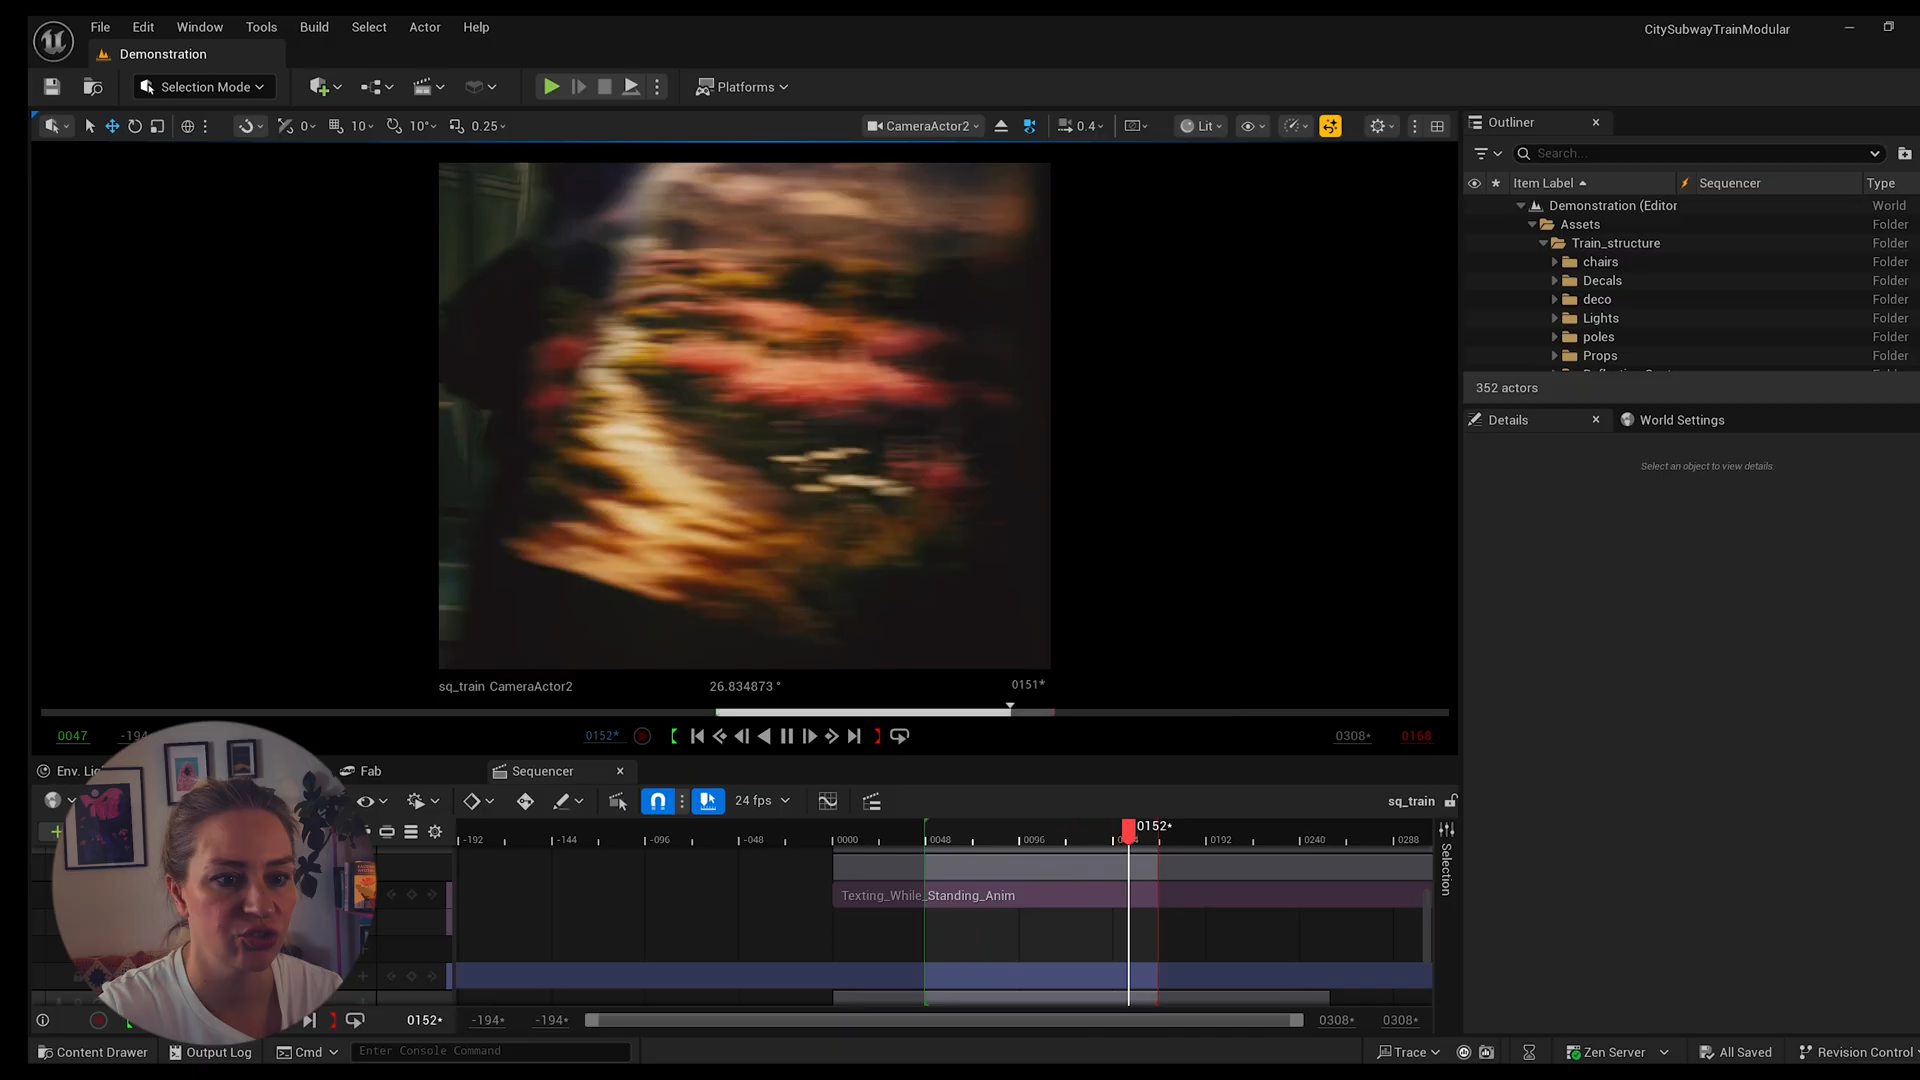 File Edit Window Tools Build Select Actor Help
CitySubwayTrainModular
Demonstration
Selection Mode
Platforms
0 10 10° 0.25
CameraActor2 0.4 Lit
Outliner
Search...
Item Label Sequencer Type
Demonstration (Editor World
Assets Folder
Train_structure Folder
chairs Folder
Decals Folder
deco Folder
Lights Folder
poles Folder
Props Folder
352 actors
Details World Settings
Select an object to view details.
sq_train CameraActor2 26.834873 ° 0151*
0047 -194 0152* 0308* 0168
Env. Li Fab Sequencer
24 fps sq_train
0152*
-192 -144 -096 -048 0000 0048 0096 0192 0240 0288
Selection
Texting_While_Standing_Anim
0152* -194* -194* 0308* 0308*
Content Drawer Output Log Cmd Enter Console Command Trace Zen Server All Saved Revision Control